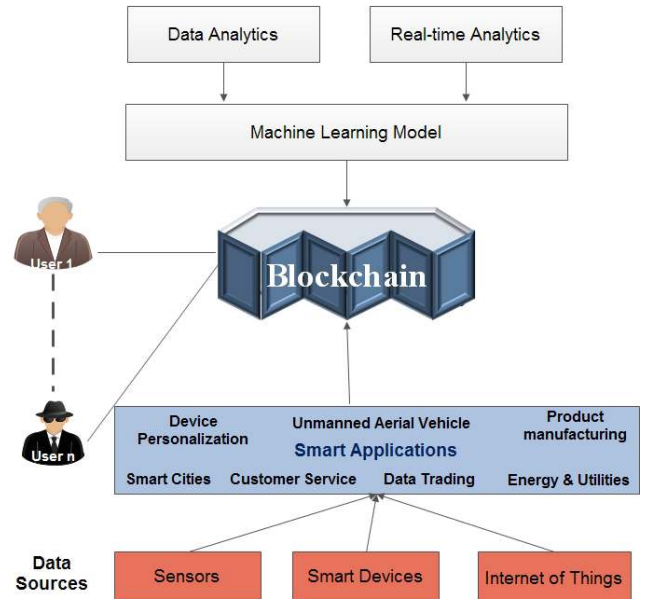 Data Analytics
Real-time Analytics
Machine Learning Model
User 1
Blockchain
User n
Device
Personalization
Unmanned Aerial Vehicle
Product
manufacturing
Smart Applications
Smart Cities
Customer Service
Data Trading
Energy & Utilities
Data
Sources
Sensors
Smart Devices
Internet of Things